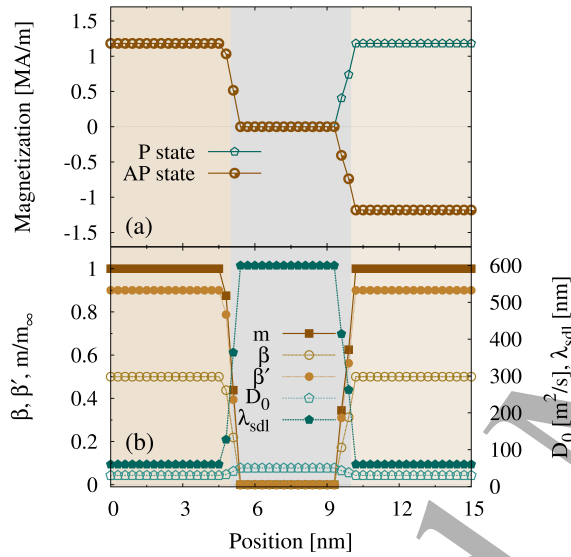 Magnetization [MA/m]
1.5
1
0.5
0
-0.5
-1
-1.5
P state
AP state
(a)
β, β′, m/m∞
1
0.8
0.6
0.4
0.2
0
m
β
β′
D₀
λsdl
(b)
600
500
400
300
200
100
0
D₀ [m²/s], λsdl [nm]
0 3 6 9 12 15
Position [nm]